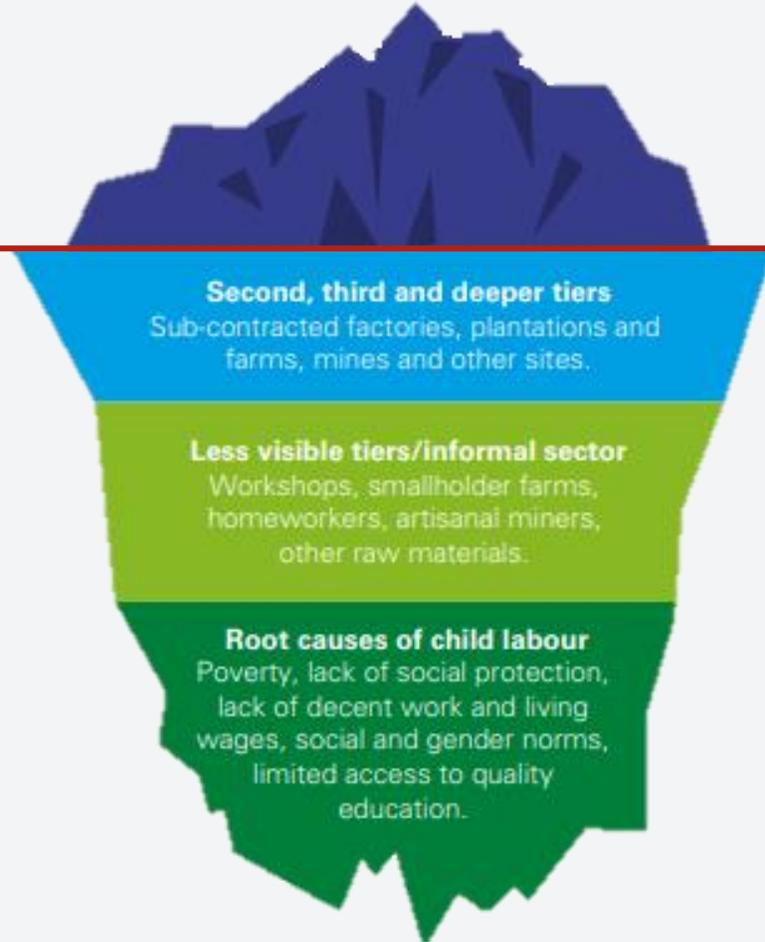 Second, third and deeper tiers
Sub-contracted factories, plantations and
farms, mines and other sites.
Less visible tiers/informal sector
Workshops, smallholder farms,
homeworkers, artisanal miners,
other raw materials.
Root causes of child labour
Poverty, lack of social protection,
lack of decent work and living
wages, social and gender norms,
limited access to quality
education.